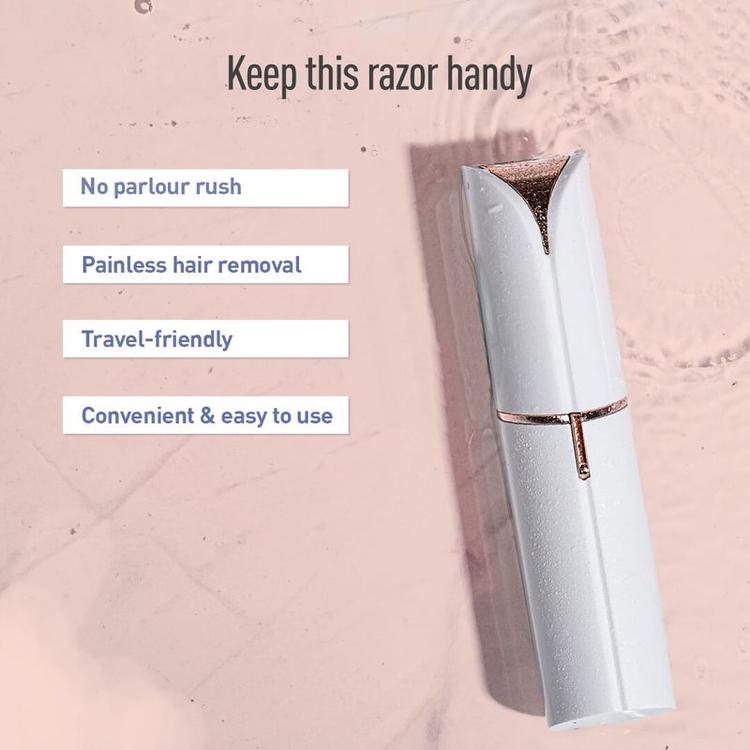 Keep this razor handy
No parlour rush
Painless hair removal
Travel-friendly
Convenient & easy to use